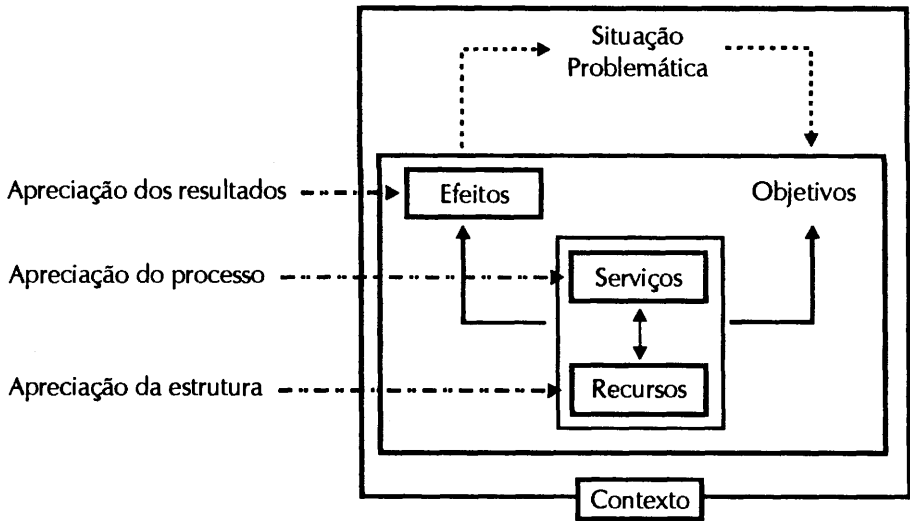 Situação
Problemática
Apreciação dos resultados
Efeitos
Objetivos
Apreciação do processo
Serviços
Apreciação da estrutura
Recursos
Contexto